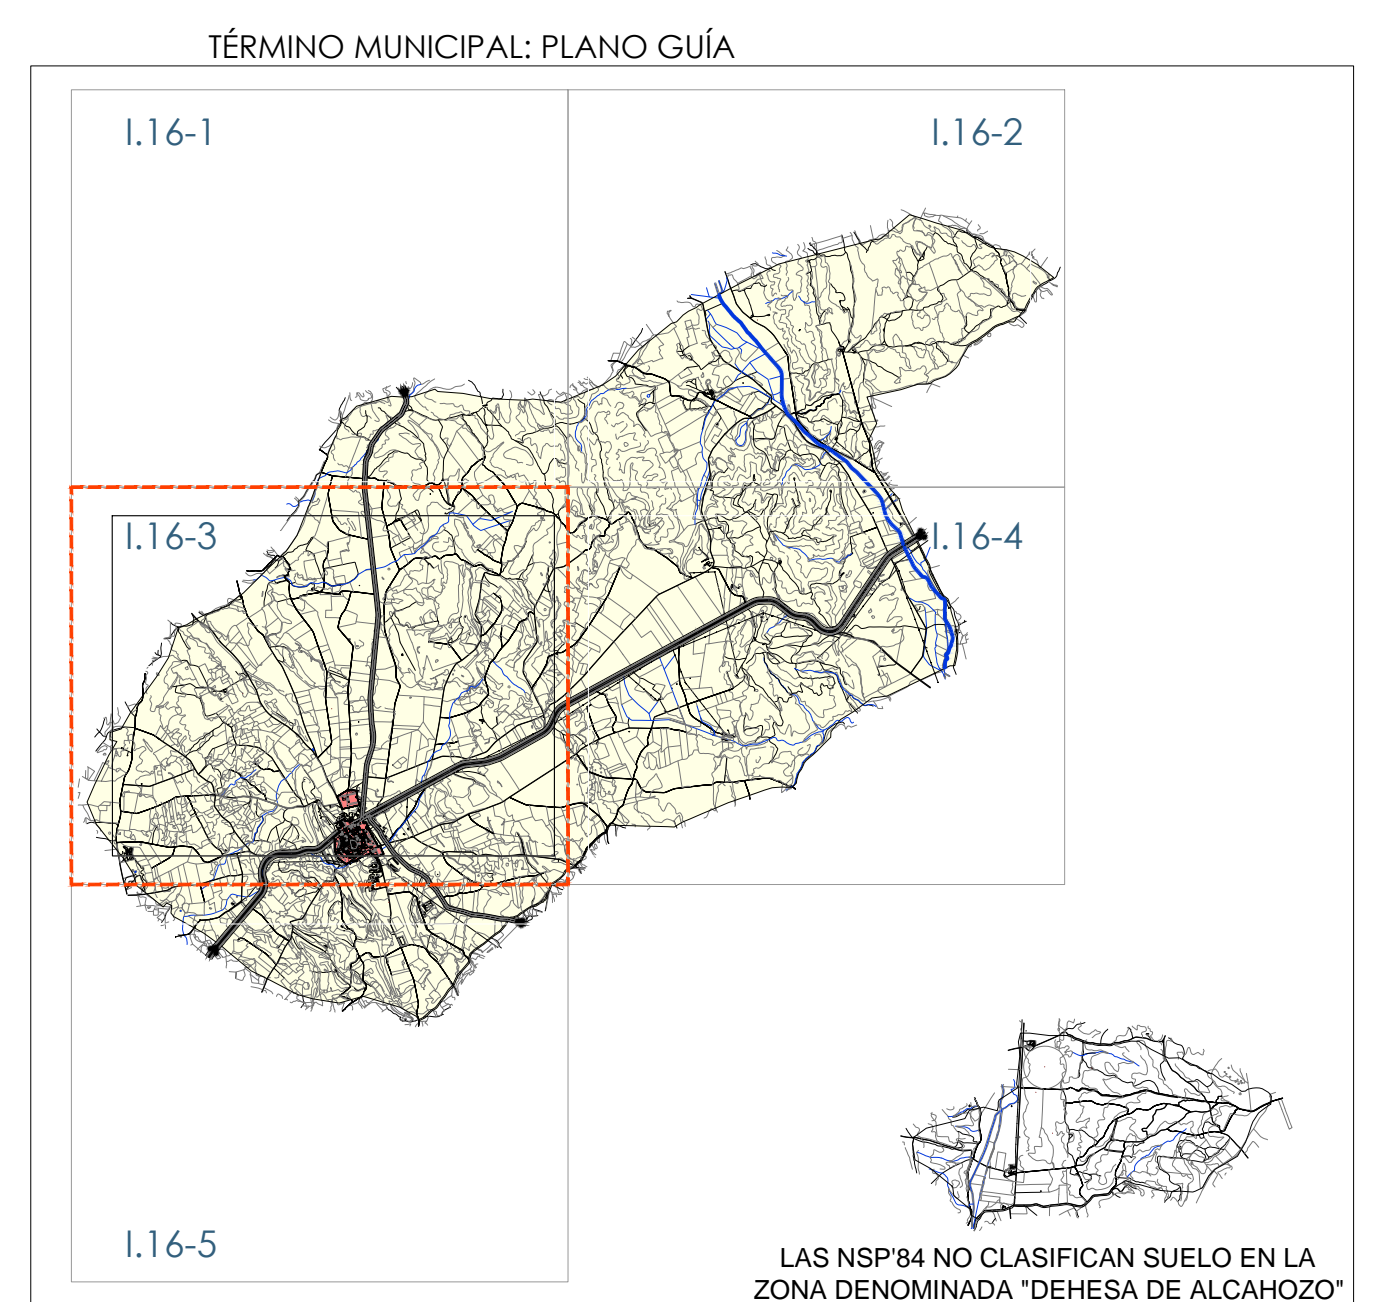 TÉRMINO MUNICIPAL: PLANO GUÍA
I.16-1
I.16-2
I.16-3
I.16-4
I.16-5
LAS NSP'84 NO CLASIFICAN SUELO EN LA
ZONA DENOMINADA "DEHESA DE ALCAHOZO"